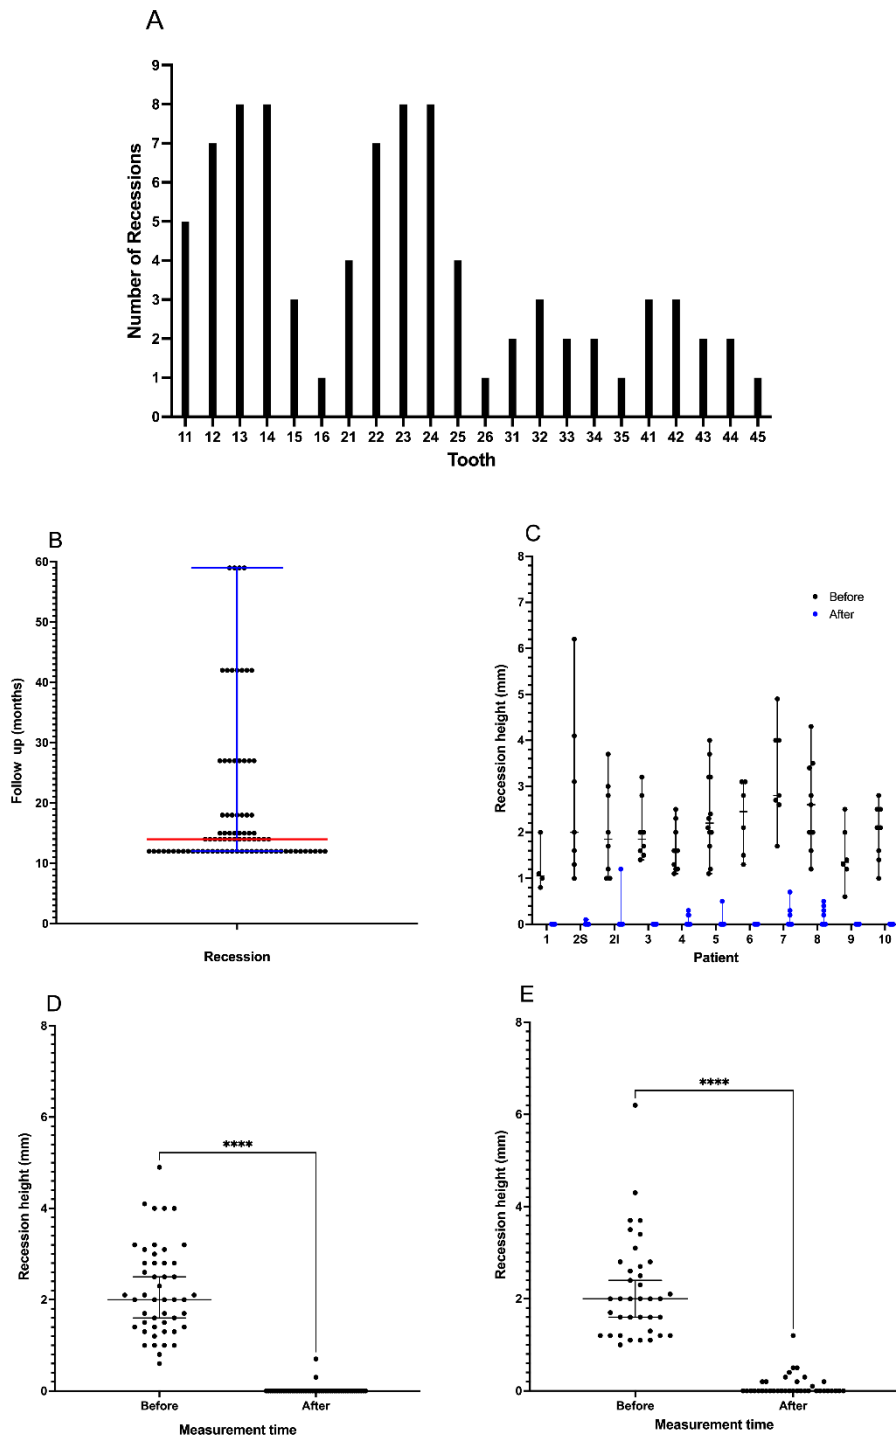 A
Number of Recessions
9
8
7
6
5
4
3
2
1
0
11 12 13 14 15 16 21 22 23 24 25 26 31 32 33 34 35 41 42 43 44 45
Tooth
B
Follow up (months)
60
50
40
30
20
10
0
Recession
C
Recession height (mm)
8
7
6
5
4
3
2
1
0
Before
After
1 2S 2I 3 4 5 6 7 8 9 10
Patient
D
Recession height (mm)
8
6
4
2
0
****
Before After
Measurement time
E
Recession height (mm)
8
6
4
2
0
****
Before After
Measurement time